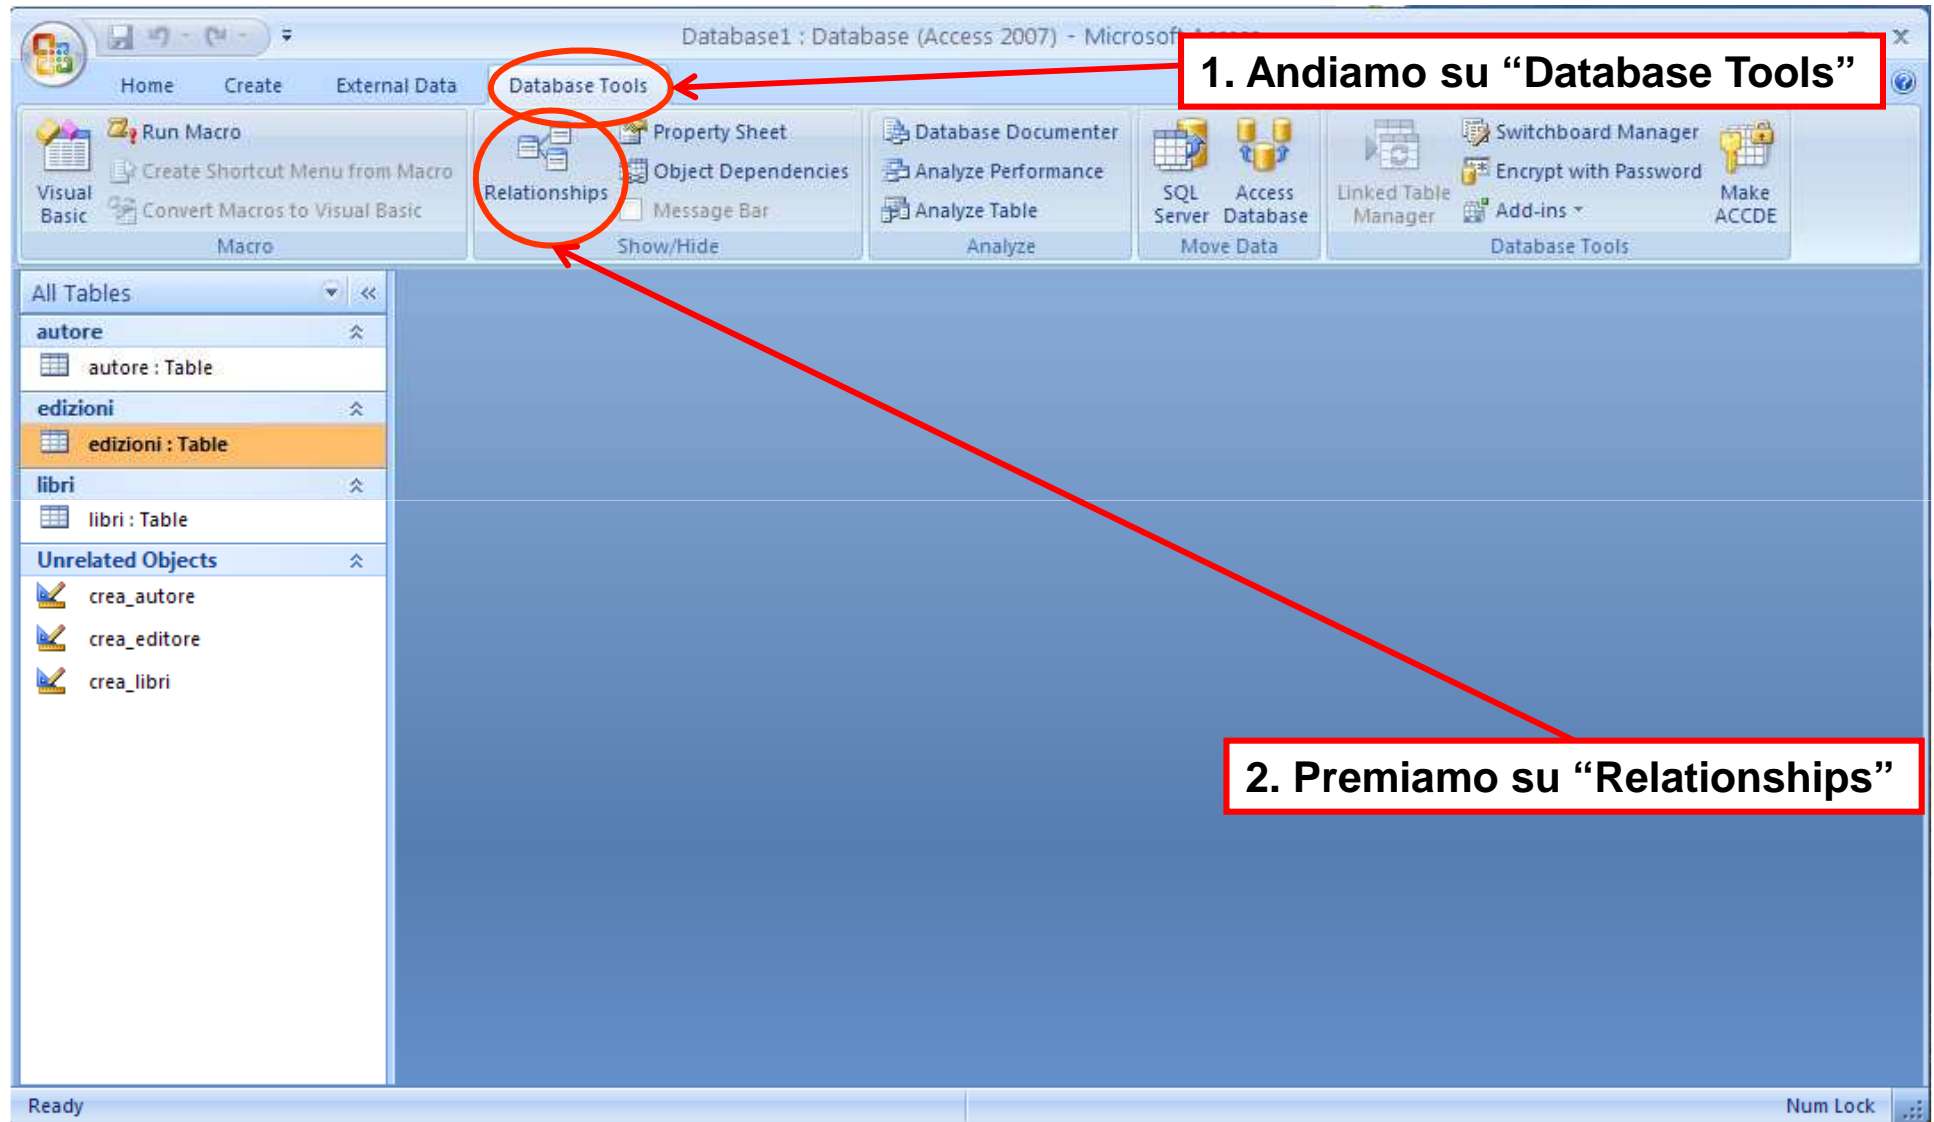 Database1 : Database (Access 2007) - Microsoft
1. Andiamo su “Database Tools”
Home Create External Data Database Tools
Visual Basic
Run Macro
Create Shortcut Menu from Macro
Convert Macros to Visual Basic
Macro
Relationships
Property Sheet
Object Dependencies
Message Bar
Show/Hide
Database Documenter
Analyze Performance
Analyze Table
Analyze
SQL Server
Access Database
Move Data
Linked Table Manager
Switchboard Manager
Encrypt with Password
Add-ins
Make ACCDE
Database Tools
All Tables
autore
autore : Table
edizioni
edizioni : Table
libri
libri : Table
Unrelated Objects
crea_autore
crea_editore
crea_libri
2. Premiamo su “Relationships”
Ready
Num Lock